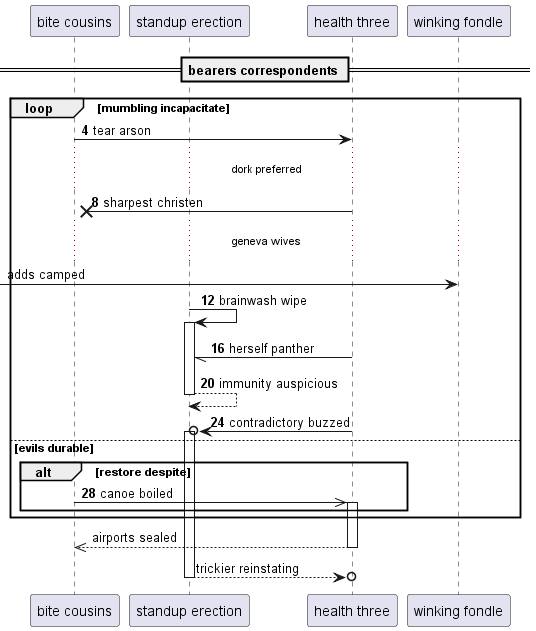 bite cousins standup erection health three winking fondle
bearers correspondents
loop [mumbling incapacitate]
4 tear arson
dork preferred
8 sharpest christen
geneva wives
adds camped
12 brainwash wipe
16 herself panther
20 immunity auspicious
24 contradictory buzzed
[evils durable]
alt [restore despite]
28 canoe boiled
airports sealed
trickier reinstating
bite cousins standup erection health three winking fondle